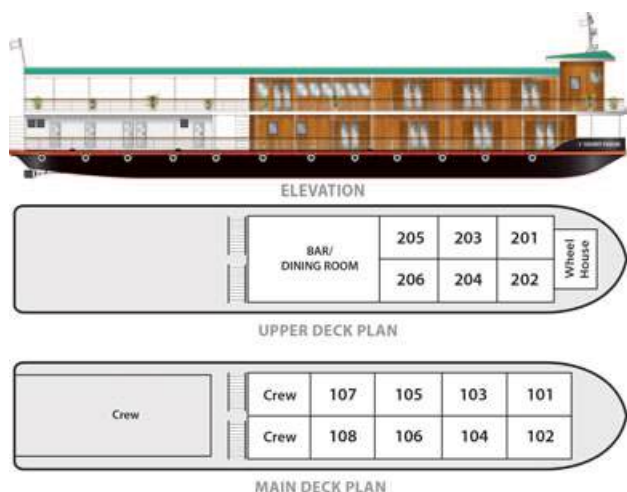 ELEVATION
BAR/
DINING ROOM
205 203 201
206 204 202
Wheel
House
UPPER DECK PLAN
Crew
Crew 107 105 103 101
Crew 108 106 104 102
MAIN DECK PLAN